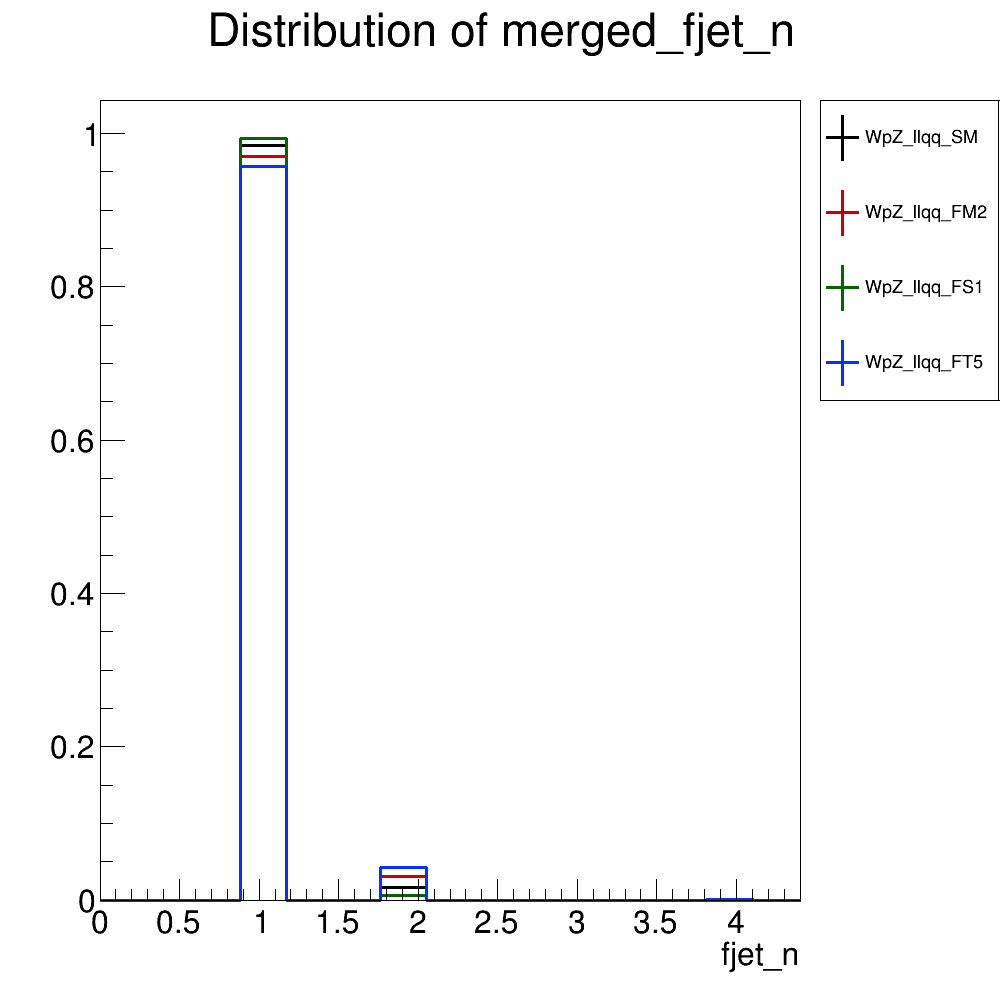 Distribution of merged_fjet_n
1
0.8
0.6
0.4
0.2
0
0 0.5 1 1.5 2 2.5 3 3.5 4
fjet_n
WpZ_llqq_SM
WpZ_llqq_FM2
WpZ_llqq_FS1
WpZ_llqq_FT5